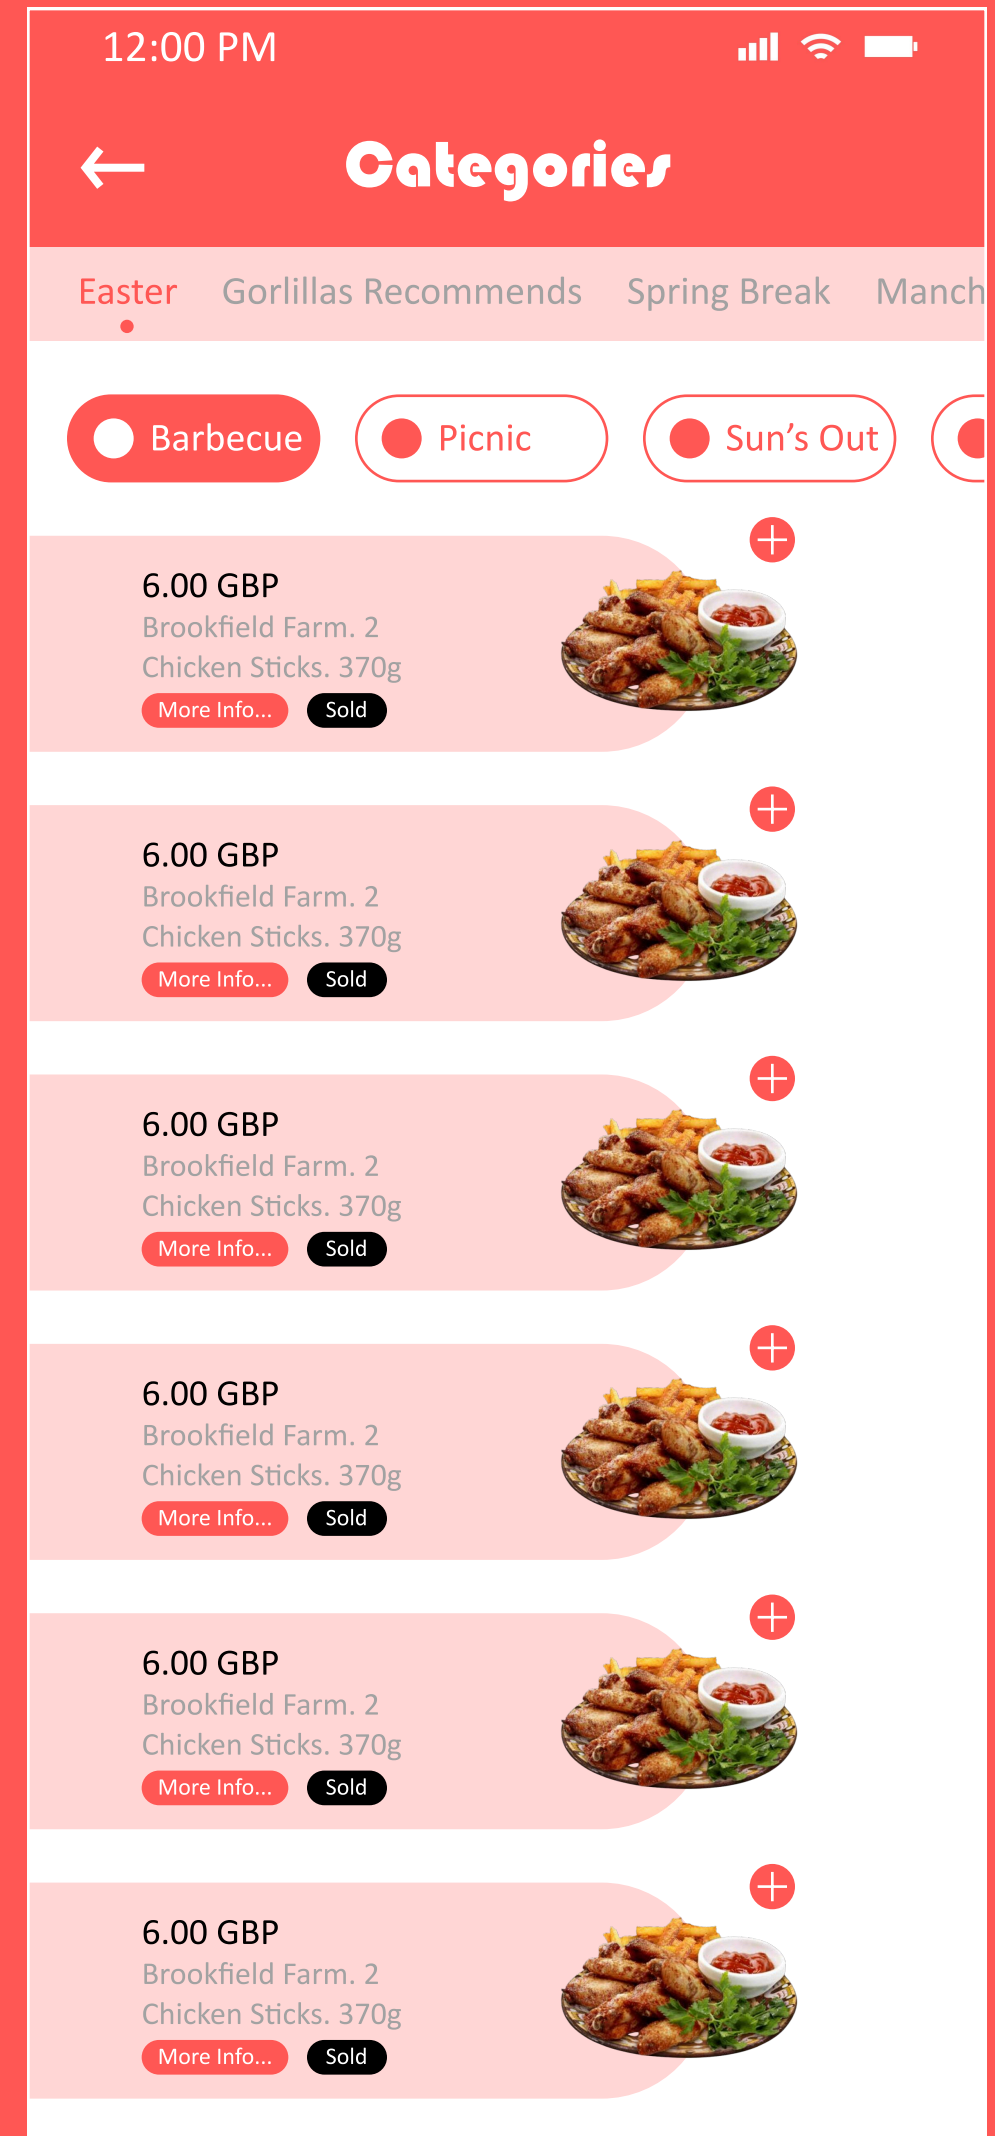 12:00 PM
Categories
Easter Gorlillas Recommends Spring Break Manch
Barbecue Picnic Sun's Out
6.00 GBP
Brookfield Farm. 2
Chicken Sticks. 370g
More Info... Sold
6.00 GBP
Brookfield Farm. 2
Chicken Sticks. 370g
More Info... Sold
6.00 GBP
Brookfield Farm. 2
Chicken Sticks. 370g
More Info... Sold
6.00 GBP
Brookfield Farm. 2
Chicken Sticks. 370g
More Info... Sold
6.00 GBP
Brookfield Farm. 2
Chicken Sticks. 370g
More Info... Sold
6.00 GBP
Brookfield Farm. 2
Chicken Sticks. 370g
More Info... Sold